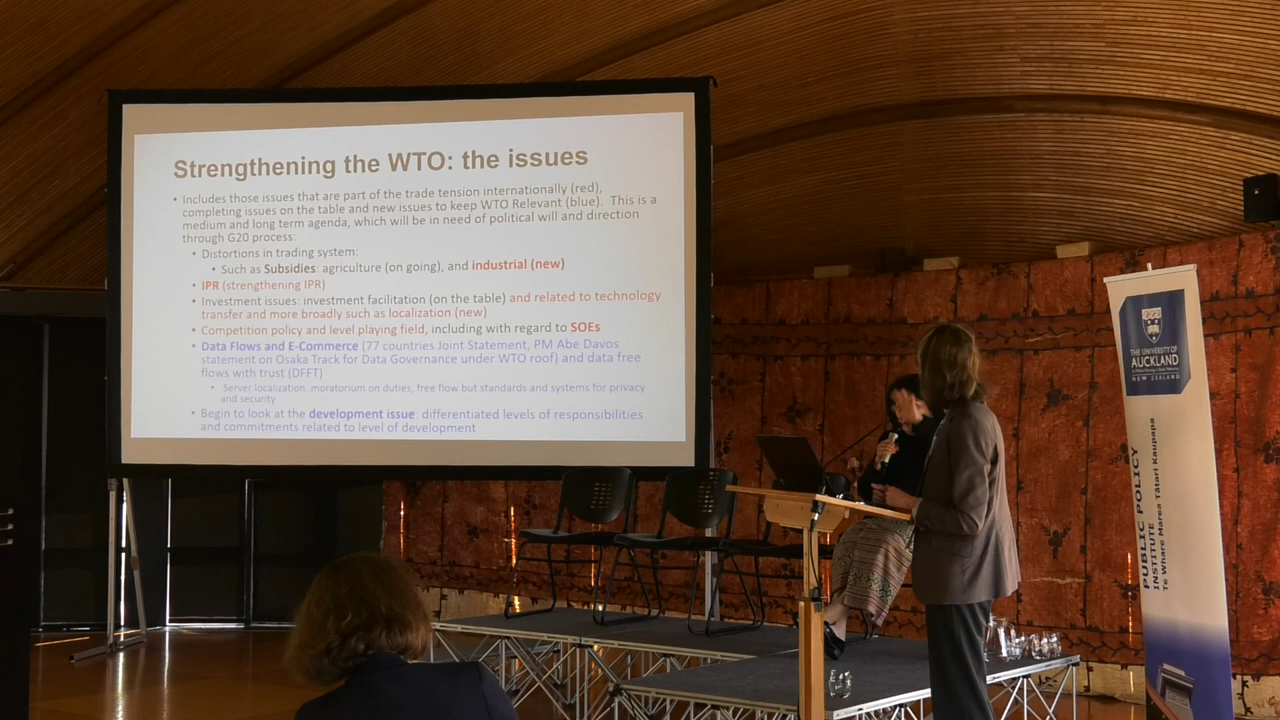 Strengthening the WTO: the issues
• Includes those issues that are part of the trade tension internationally (red),
completing issues on the table and new issues to keep WTO Relevant (blue). This is a
medium and long term agenda, which will be in need of political will and direction
through G20 process:
• Distortions in trading system:
• Such as Subsidies: agriculture (on going), and industrial (new)
• IPR (strengthening IPR)
• Investment issues: investment facilitation (on the table) and related to technology
transfer and more broadly such as localization (new)
• Competition policy and level playing field, including with regard to SOEs
• Data Flows and E-Commerce (77 countries Joint Statement, PM Abe Davos
statement on Osaka Track for Data Governance under WTO roof) and data free
flows with trust (DFFT)
• Server localization, moratorium on duties, free flow but standards and systems for privacy
and security
• Begin to look at the development issue: differentiated levels of responsibilities
and commitments related to level of development
THE UNIVERSITY OF
AUCKLAND
NEW ZEALAND
PUBLIC POLICY
INSTITUTE
Te Whare Marea Tātari Kaupapa